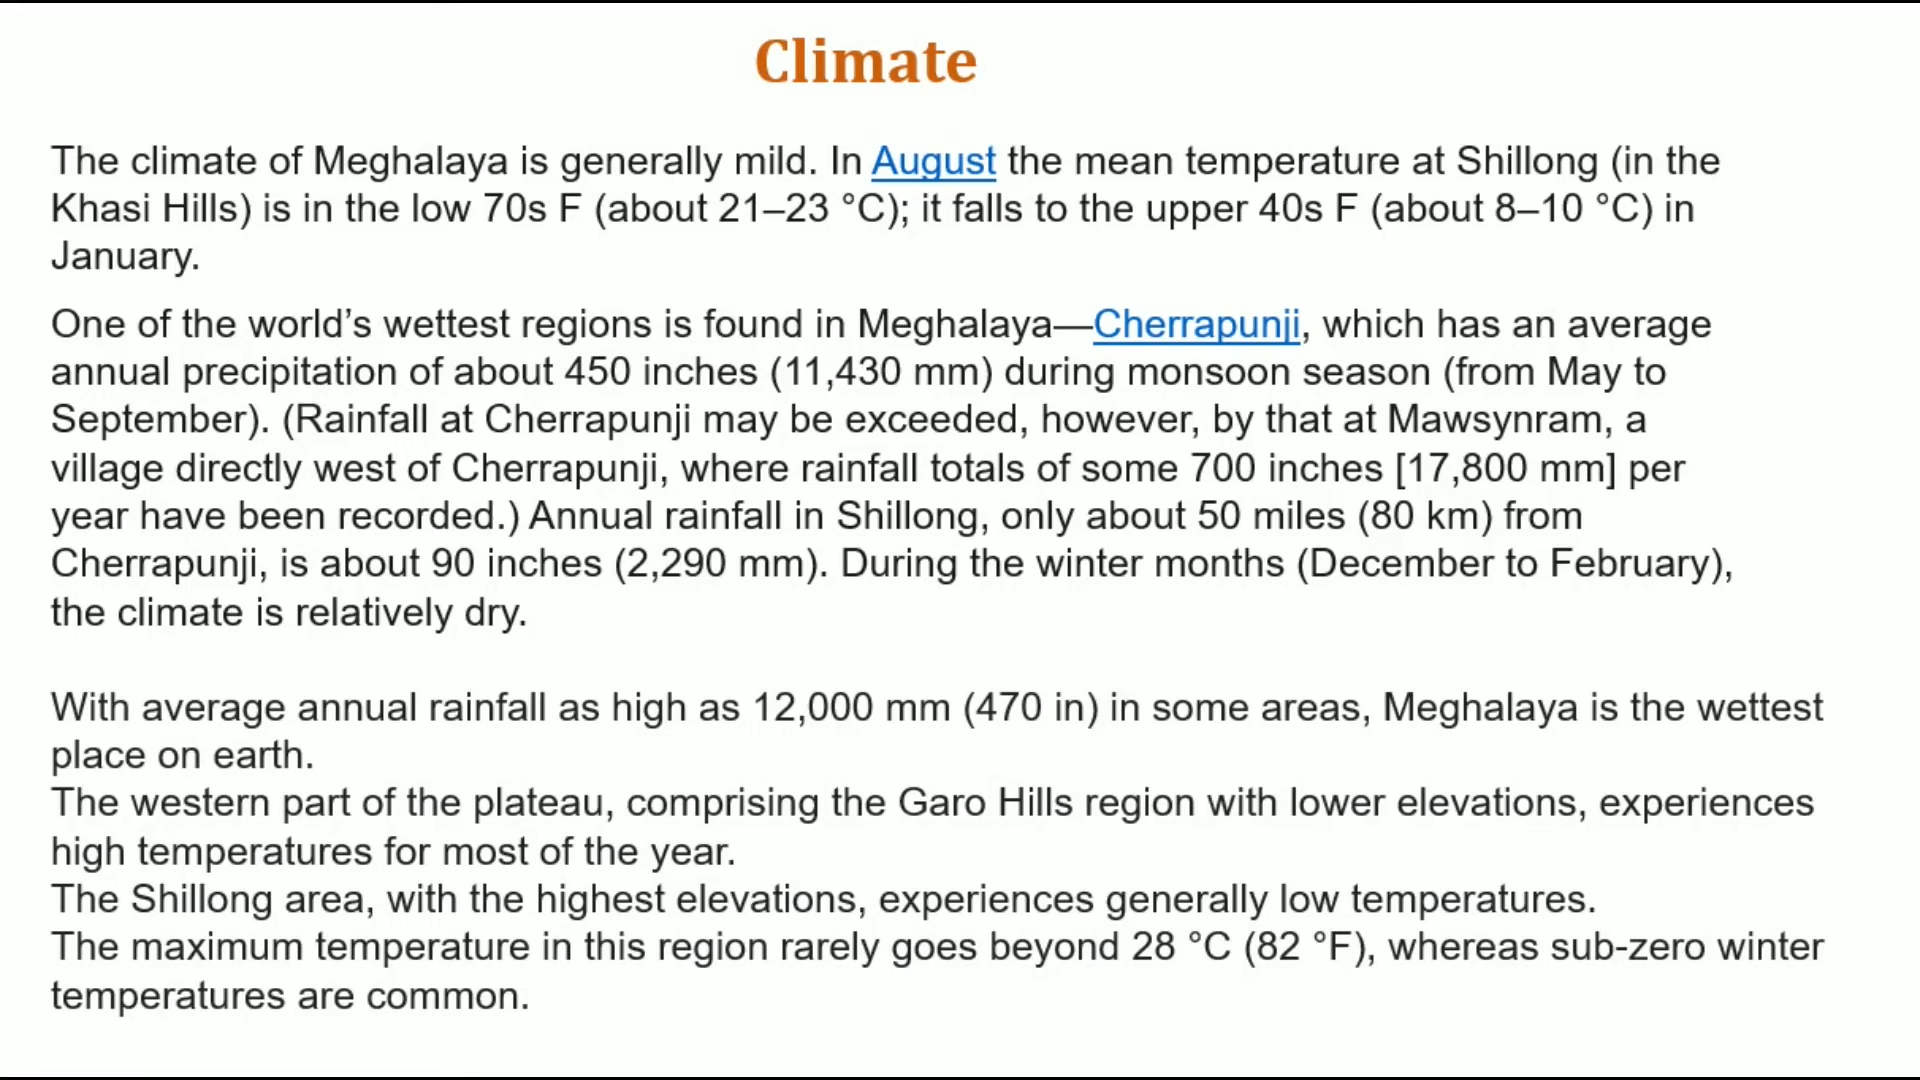 Climate
The climate of Meghalaya is generally mild. In August the mean temperature at Shillong (in the
Khasi Hills) is in the low 70s F (about 21–23 °C); it falls to the upper 40s F (about 8–10 °C) in
January.
One of the world’s wettest regions is found in Meghalaya—Cherrapunji, which has an average
annual precipitation of about 450 inches (11,430 mm) during monsoon season (from May to
September). (Rainfall at Cherrapunji may be exceeded, however, by that at Mawsynram, a
village directly west of Cherrapunji, where rainfall totals of some 700 inches [17,800 mm] per
year have been recorded.) Annual rainfall in Shillong, only about 50 miles (80 km) from
Cherrapunji, is about 90 inches (2,290 mm). During the winter months (December to February),
the climate is relatively dry.
With average annual rainfall as high as 12,000 mm (470 in) in some areas, Meghalaya is the wettest
place on earth.
The western part of the plateau, comprising the Garo Hills region with lower elevations, experiences
high temperatures for most of the year.
The Shillong area, with the highest elevations, experiences generally low temperatures.
The maximum temperature in this region rarely goes beyond 28 °C (82 °F), whereas sub-zero winter
temperatures are common.